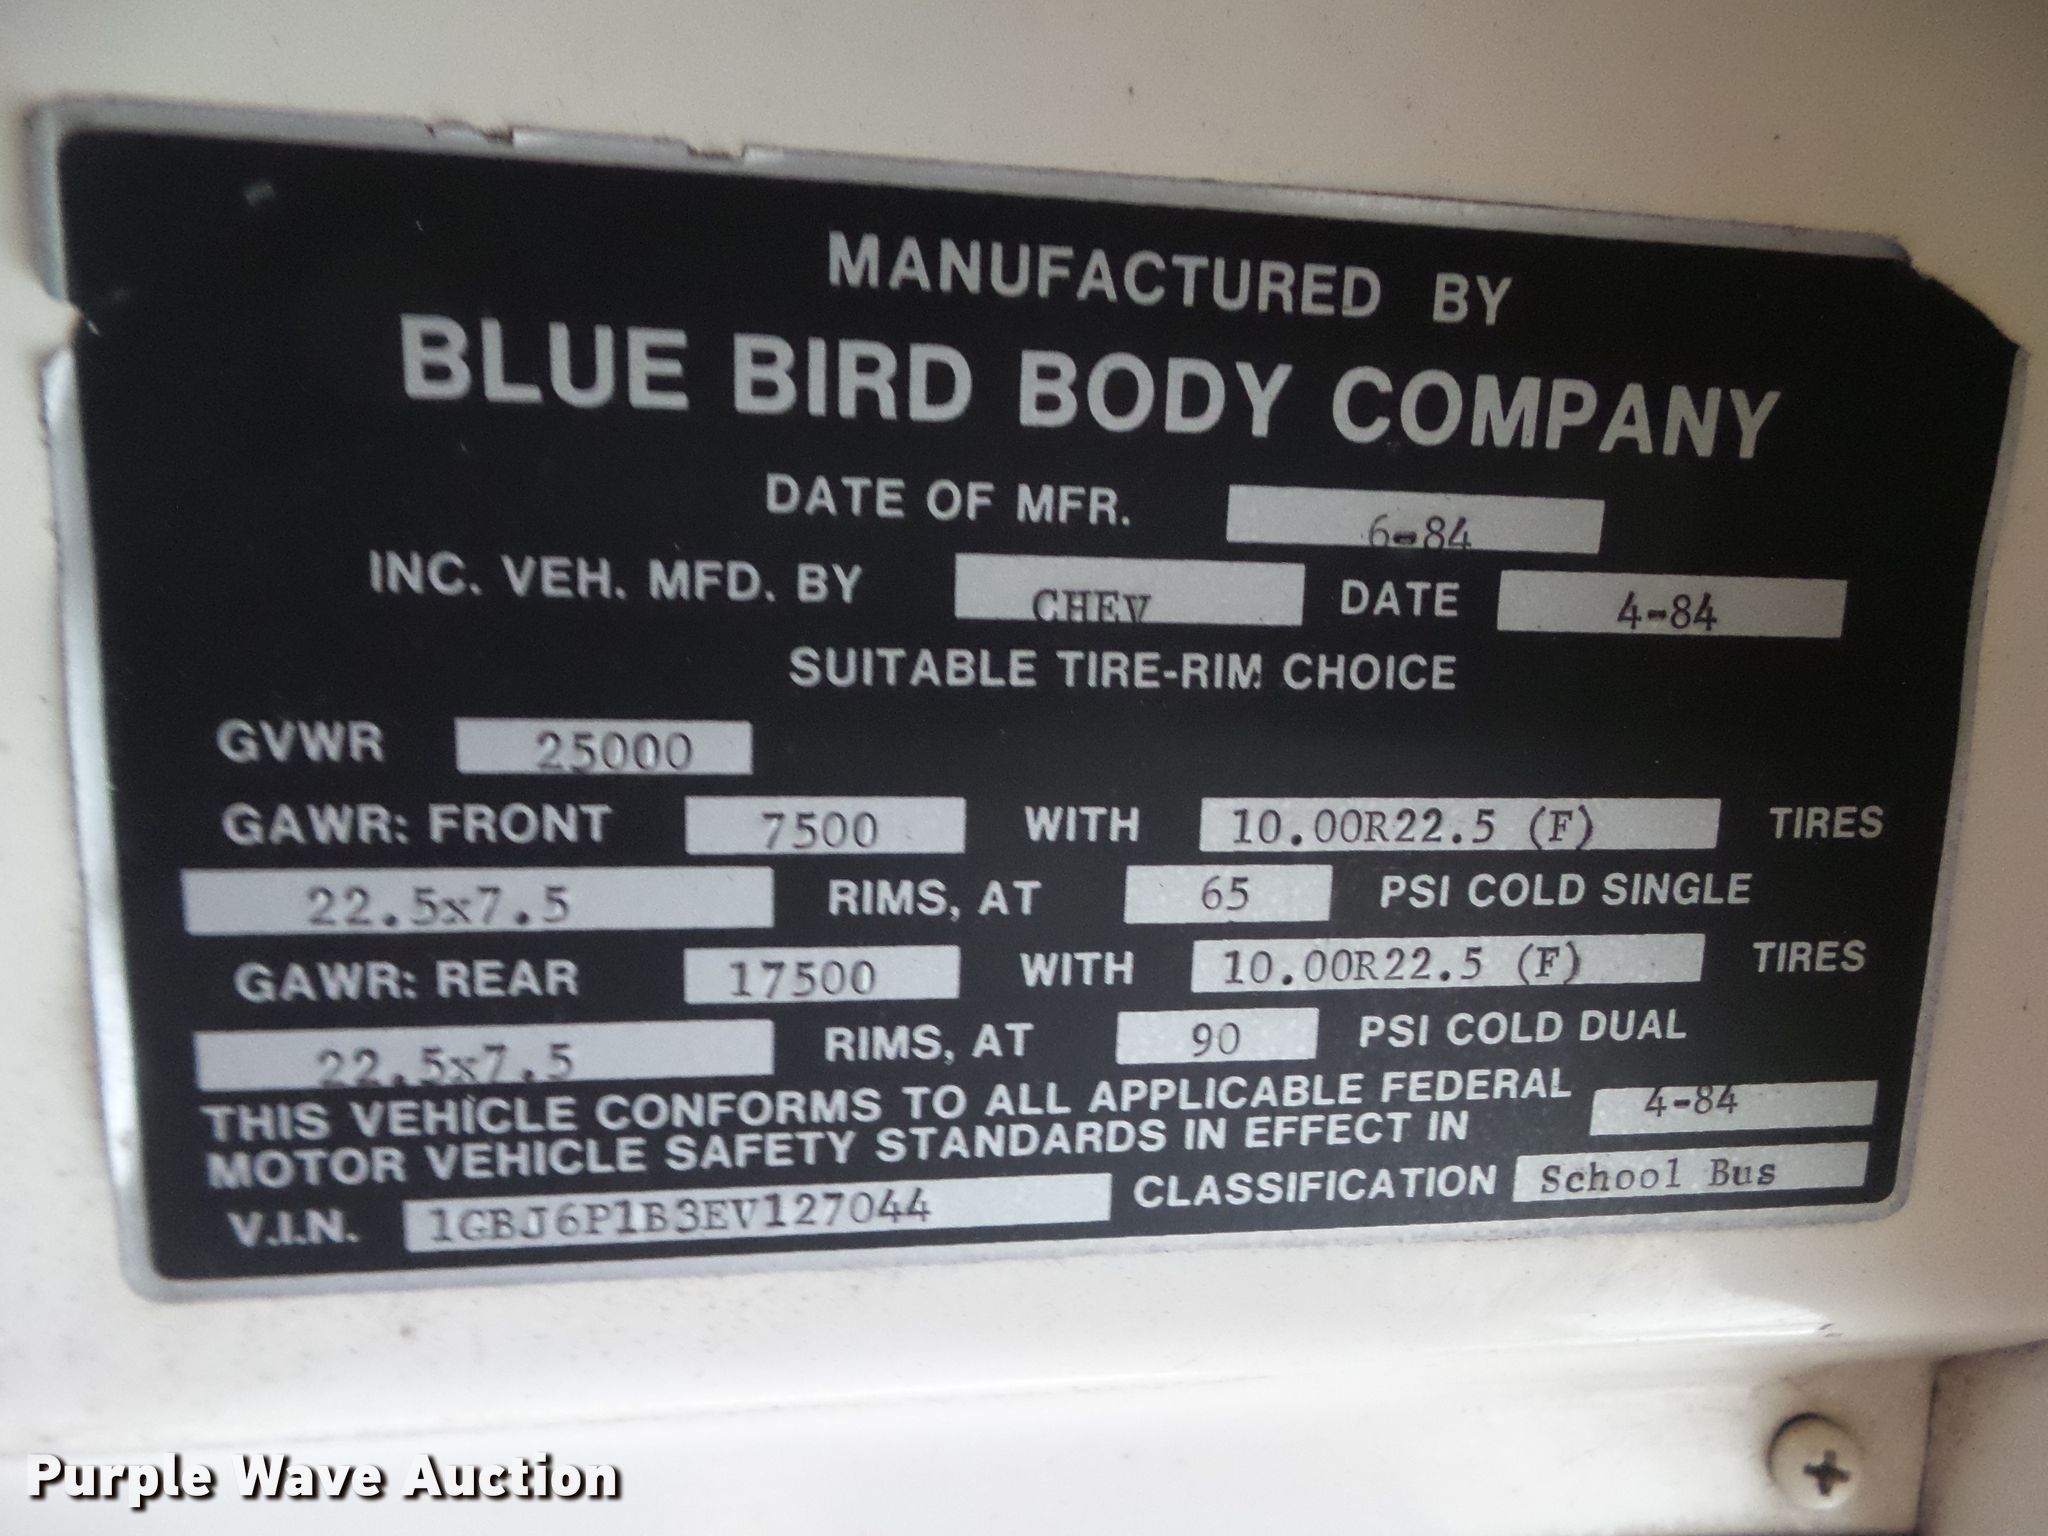 MANUFACTURED BY
BLUE BIRD BODY COMPANY
DATE OF MFR. 6-84
INC. VEH. MFD. BY CHEV DATE 4-84
SUITABLE TIRE-RIM CHOICE
GVWR 25000
GAWR: FRONT 7500 WITH 10.00R22.5 (F) TIRES
22.5x7.5 RIMS, AT 65 PSI COLD SINGLE
GAWR: REAR 17500 WITH 10.00R22.5 (F) TIRES
22.5x7.5 RIMS, AT 90 PSI COLD DUAL
THIS VEHICLE CONFORMS TO ALL APPLICABLE FEDERAL
MOTOR VEHICLE SAFETY STANDARDS IN EFFECT IN 4-84
V.I.N. 1GBJ6P1B3EV127044 CLASSIFICATION School Bus
Purple Wave Auction